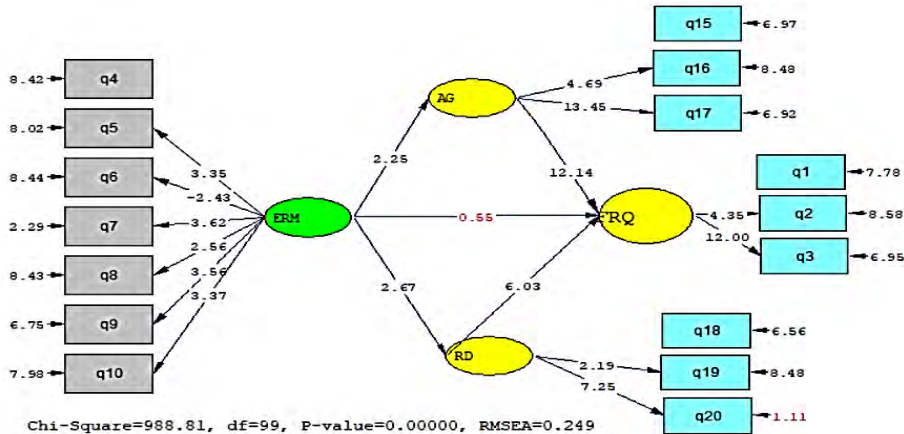 q15 6.97
8.42 q4 4.69 q16 8.48
AG
8.02 q5 13.45 q17 6.92
2.25
8.44 q6 3.35 12.14 q1 7.78
-2.43
2.29 q7 3.62 ERM 0.55 FRQ 4.35 q2 8.58
2.56 12.00
8.43 q8 3.56 q3 6.95
3.37 2.67 6.03
6.75 q9 q18 6.56
RD 2.19
7.98 q10 q19 8.48
7.25
q20 1.11
Chi-Square=988.81, df=99, P-value=0.00000, RMSEA=0.249